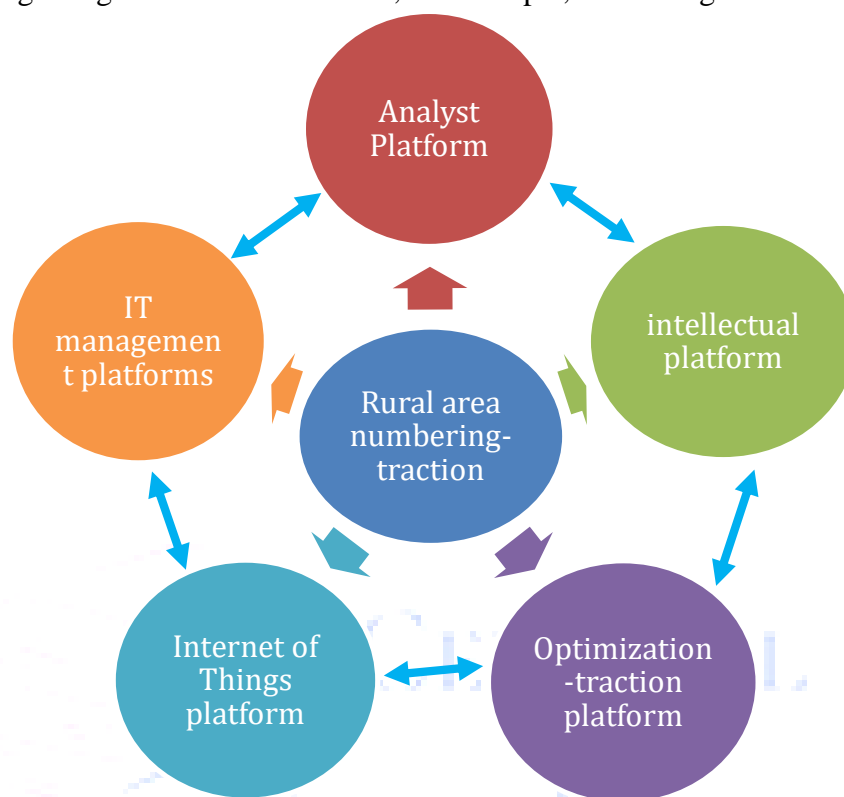 Analyst
Platform
IT
managemen
t platforms
intellectual
platform
Rural area
numbering-
traction
Internet of
Things
platform
Optimization
-traction
platform